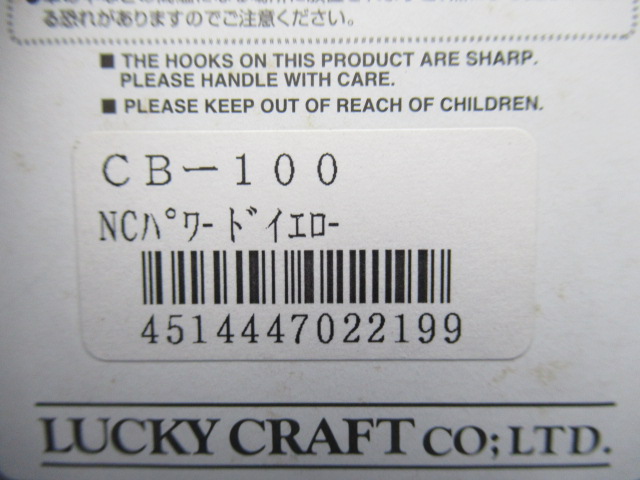 る恐れがありますのでご注意ください。
■ THE HOOKS ON THIS PRODUCT ARE SHARP.
PLEASE HANDLE WITH CARE.
■ PLEASE KEEP OUT OF REACH OF CHILDREN.
CB－100
NCﾊﾟﾜｰﾄﾞｲｴﾛｰ
4514447022199
LUCKY CRAFT CO;LTD.